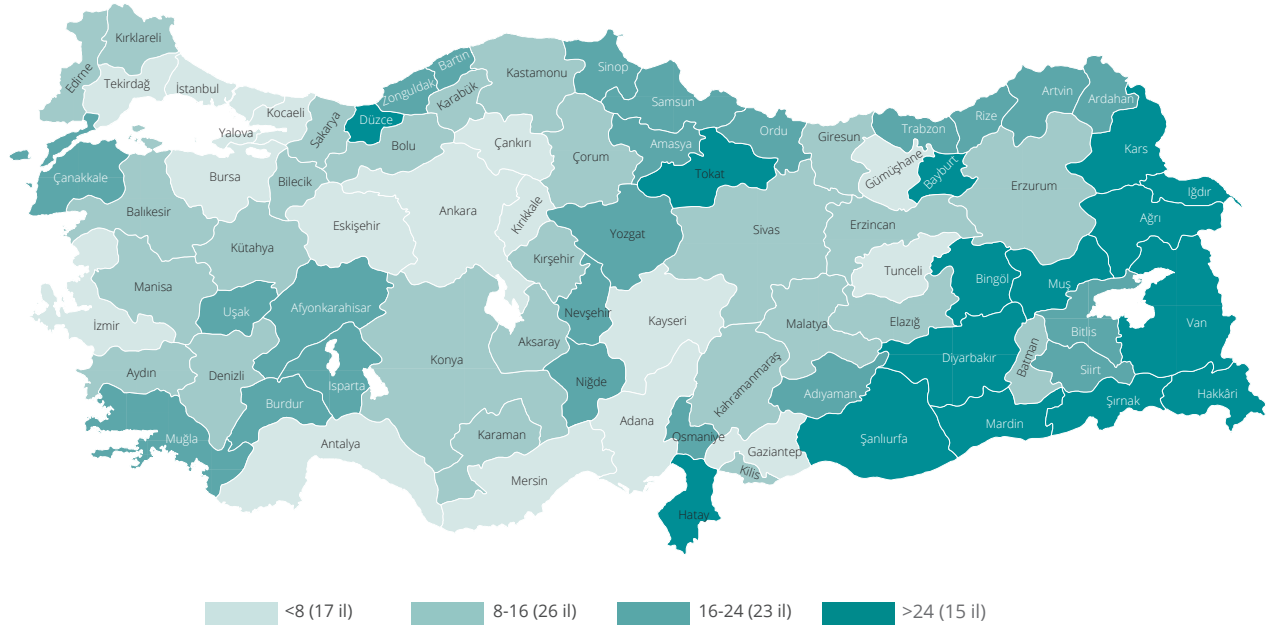 Kırklareli
Edirne
Tekirdağ
İstanbul
Kocaeli
Yalova
Sakarya
Düzce
Zonguldak
Bartın
Karabük
Kastamonu
Sinop
Samsun
Ordu
Giresun
Trabzon
Rize
Artvin
Ardahan
Çanakkale
Bursa
Bilecik
Bolu
Çankırı
Çorum
Amasya
Tokat
Gümüşhane
Bayburt
Erzurum
Kars
Iğdır
Ağrı
Balıkesir
Kütahya
Eskişehir
Ankara
Kırıkkale
Yozgat
Sivas
Erzincan
Tunceli
Bingöl
Muş
Manisa
Uşak
Afyonkarahisar
Kırşehir
Nevşehir
Kayseri
Malatya
Elazığ
Bitlis
Van
İzmir
Aydın
Denizli
Isparta
Konya
Aksaray
Niğde
Kahramanmaraş
Adıyaman
Diyarbakır
Batman
Siirt
Şırnak
Hakkâri
Muğla
Burdur
Antalya
Karaman
Mersin
Adana
Osmaniye
Gaziantep
Kilis
Şanlıurfa
Mardin
Hatay
<8 (17 il)
8-16 (26 il)
16-24 (23 il)
>24 (15 il)